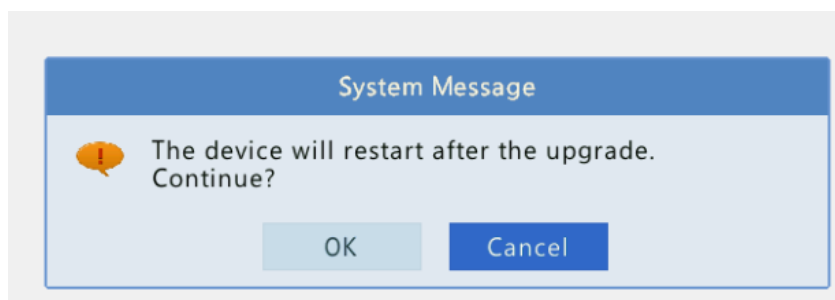 System Message
The device will restart after the upgrade.
Continue?
OK Cancel